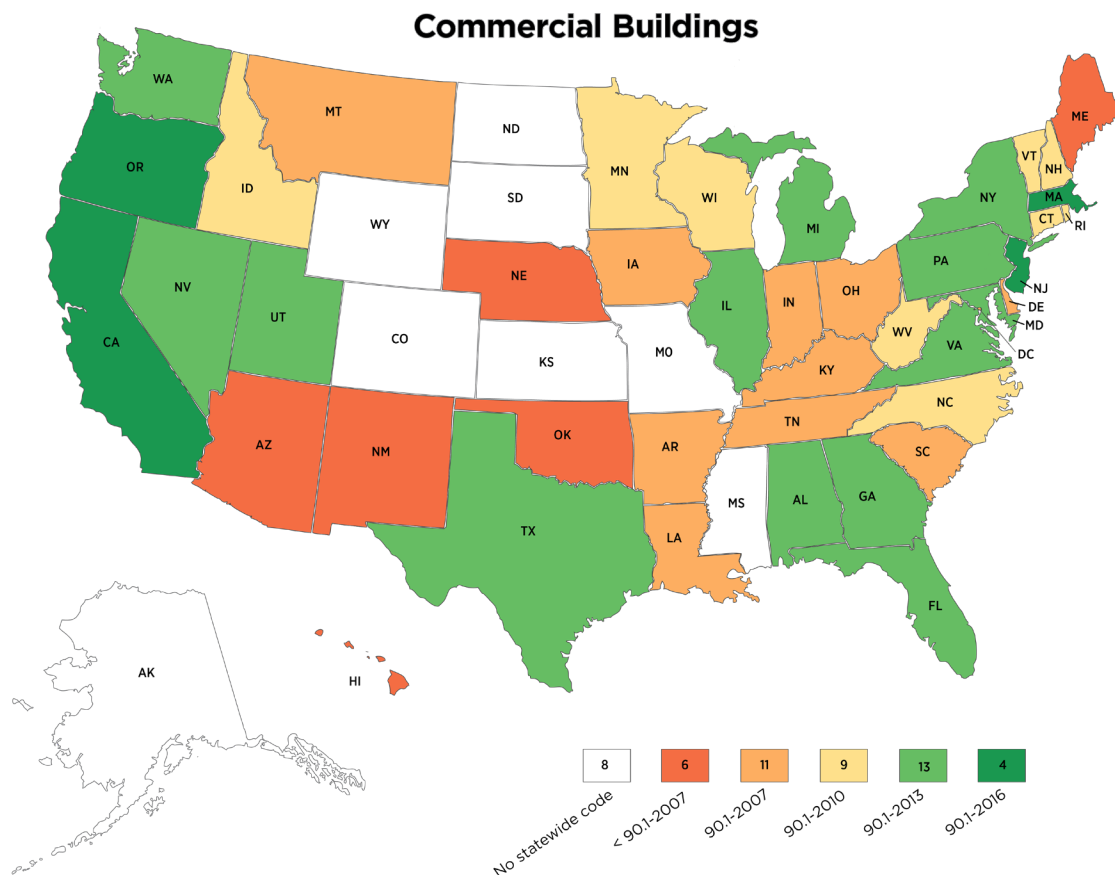 Commercial Buildings
WA
MT
ND
ME
OR
ID
MN
VT
NH
SD
WI
NY
MA
WY
MI
CT
RI
NE
IA
PA
NV
UT
IL
IN
OH
NJ
DE
MD
CA
CO
KS
MO
WV
VA
DC
KY
NC
AZ
NM
OK
AR
TN
SC
TX
MS
AL
GA
LA
FL
AK
HI
8
6
11
9
13
4
No statewide code
< 90.1-2007
90.1-2007
90.1-2010
90.1-2013
90.1-2016